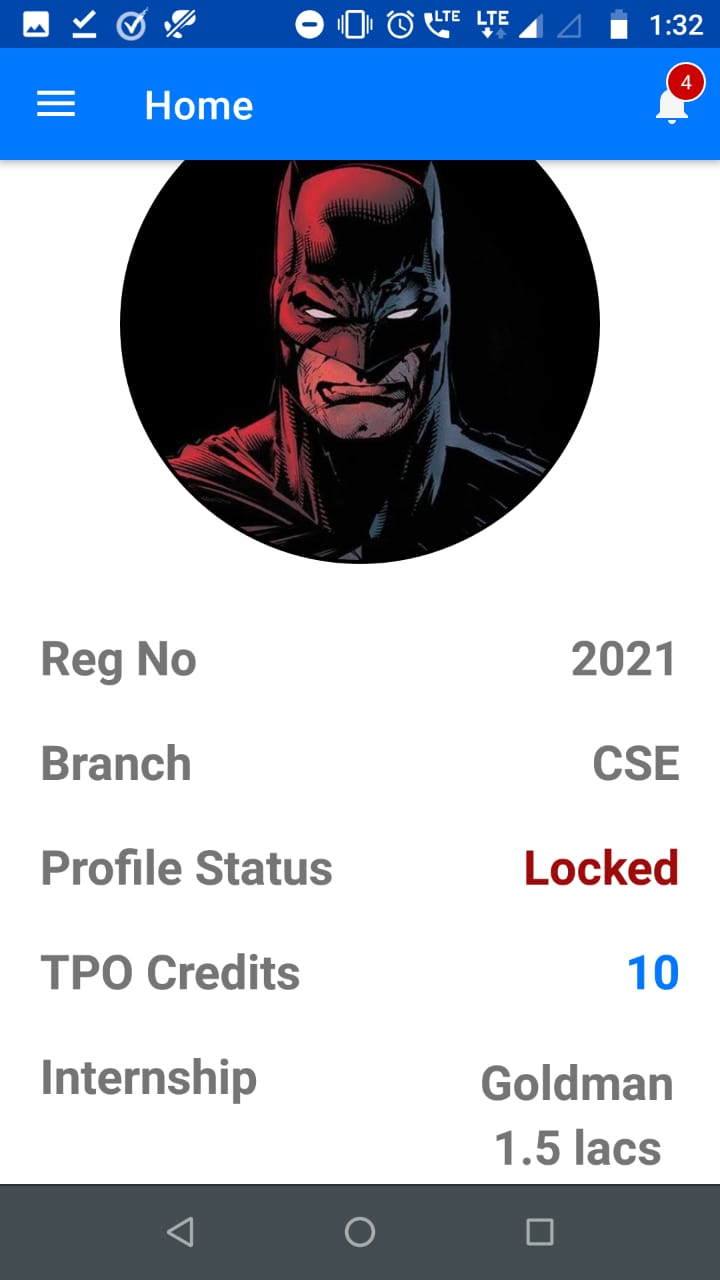 LTE LTE 1:32
Home 4
Reg No 2021
Branch CSE
Profile Status Locked
TPO Credits 10
Internship Goldman
1.5 lacs